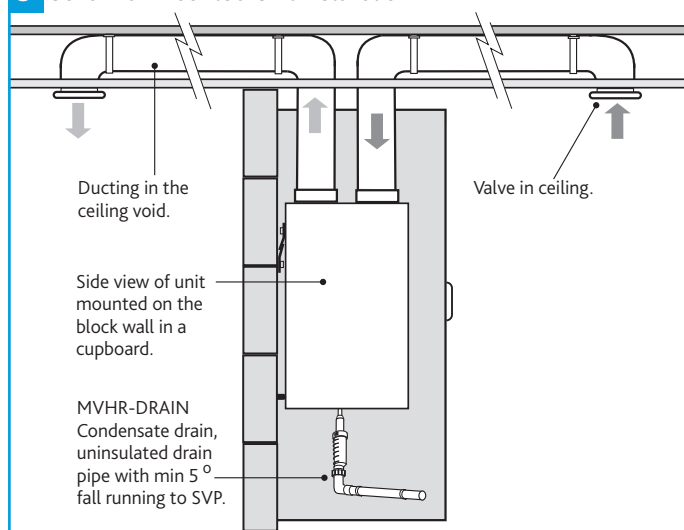 Ducting in the
ceiling void.
Valve in ceiling.
Side view of unit
mounted on the
block wall in a
cupboard.
MVHR-DRAIN
Condensate drain,
uninsulated drain
pipe with min 5 º
fall running to SVP.